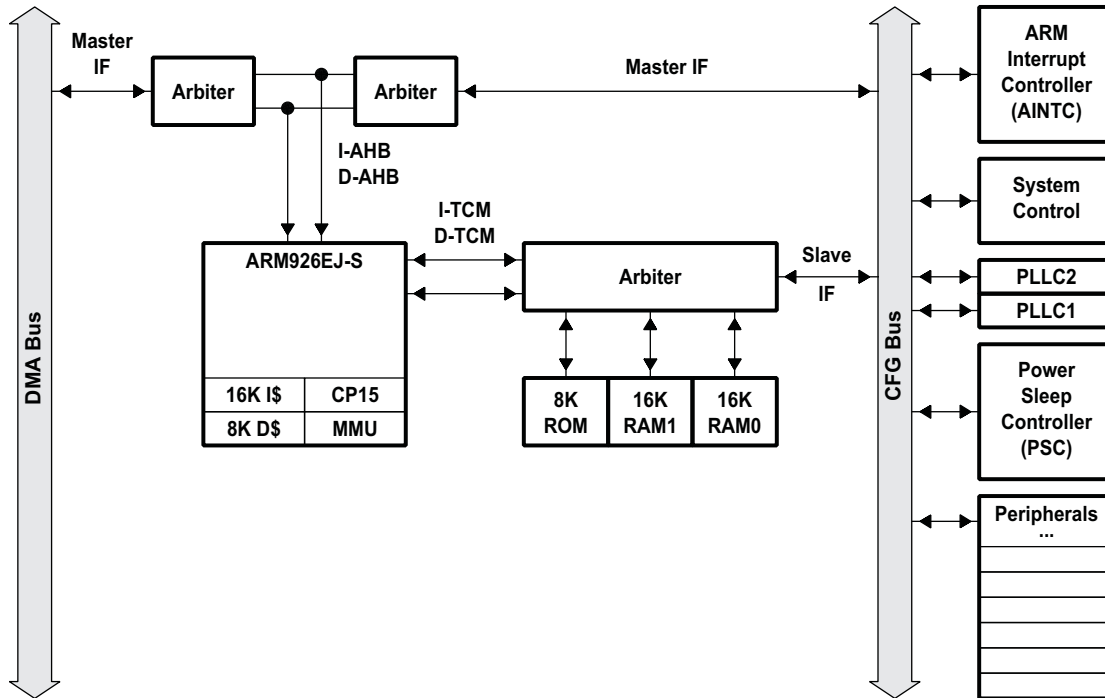 Master
IF
Arbiter
Arbiter
Master IF
I-AHB
D-AHB
I-TCM
D-TCM
ARM926EJ-S
16K I$
CP15
8K D$
MMU
Arbiter
Slave
IF
8K
ROM
16K
RAM1
16K
RAM0
DMA Bus
CFG Bus
ARM
Interrupt
Controller
(AINTC)
System
Control
PLLC2
PLLC1
Power
Sleep
Controller
(PSC)
Peripherals
...